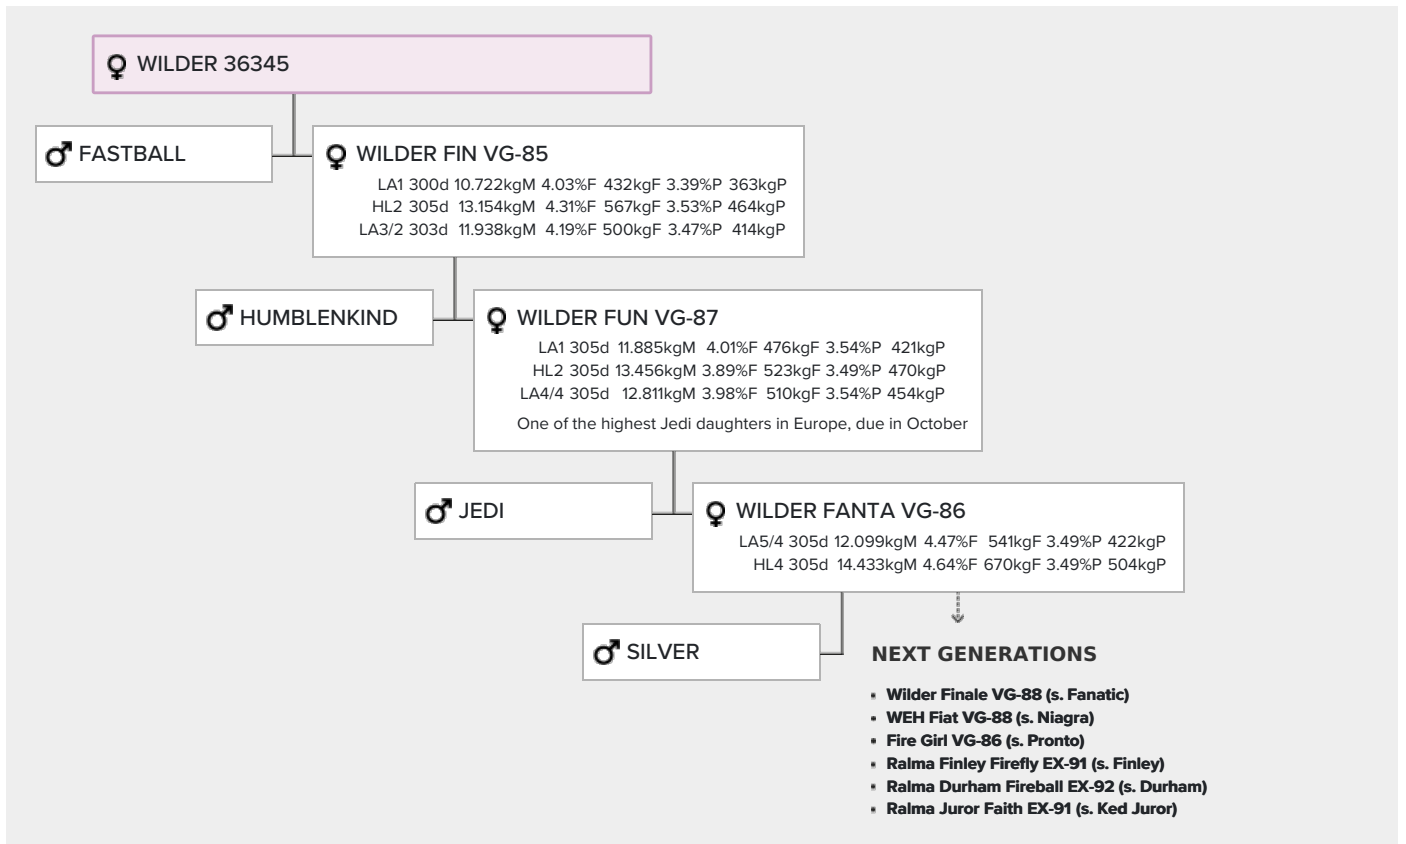 WILDER 36345
FASTBALL
WILDER FIN VG-85
LA1 300d 10.722kgM 4.03%F 432kgF 3.39%P 363kgP
HL2 305d 13.154kgM 4.31%F 567kgF 3.53%P 464kgP
LA3/2 303d 11.938kgM 4.19%F 500kgF 3.47%P 414kgP
HUMBLENKIND
WILDER FUN VG-87
LA1 305d 11.885kgM 4.01%F 476kgF 3.54%P 421kgP
HL2 305d 13.456kgM 3.89%F 523kgF 3.49%P 470kgP
LA4/4 305d 12.811kgM 3.98%F 510kgF 3.54%P 454kgP
One of the highest Jedi daughters in Europe, due in October
JEDI
WILDER FANTA VG-86
LA5/4 305d 12.099kgM 4.47%F 541kgF 3.49%P 422kgP
HL4 305d 14.433kgM 4.64%F 670kgF 3.49%P 504kgP
SILVER
NEXT GENERATIONS
Wilder Finale VG-88 (s. Fanatic)
WEH Fiat VG-88 (s. Niagra)
Fire Girl VG-86 (s. Pronto)
Ralma Finley Firefly EX-91 (s. Finley)
Ralma Durham Fireball EX-92 (s. Durham)
Ralma Juror Faith EX-91 (s. Ked Juror)